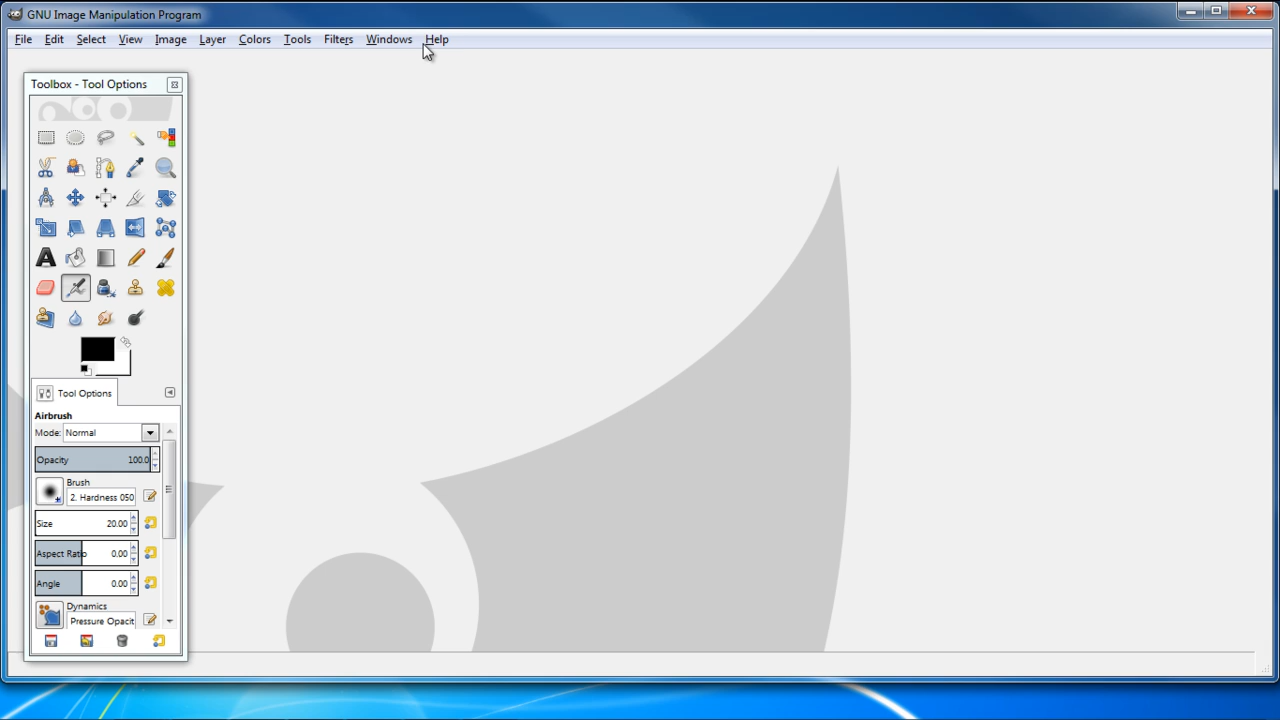 GNU Image Manipulation Program
File Edit Select View Image Layer Colors Tools Filters Windows Help
Toolbox - Tool Options
Tool Options
Airbrush
Mode: Normal
Opacity 100.0
Brush
2. Hardness 050
Size 20.00
Aspect Ratio 0.00
Angle 0.00
Dynamics
Pressure Opacit